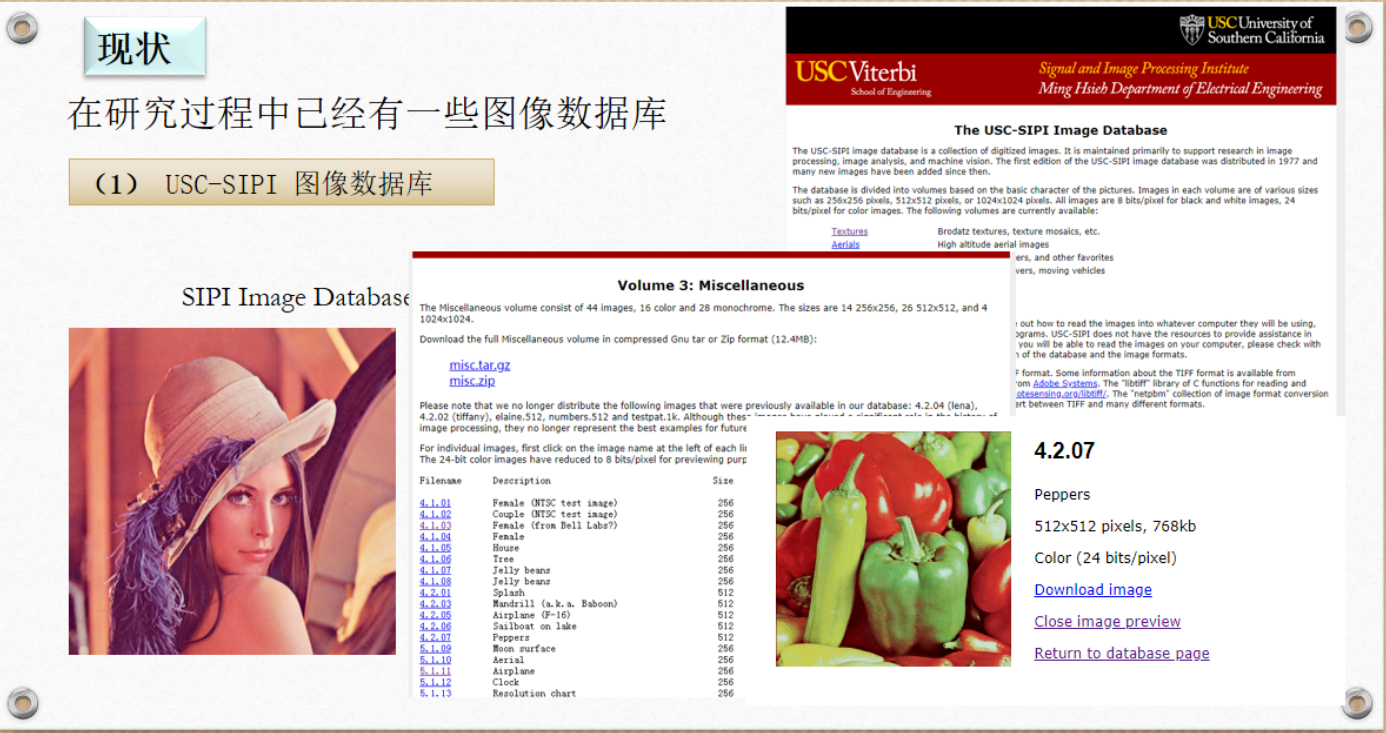 现状
在研究过程中已经有一些图像数据库
（1） USC-SIPI 图像数据库
SIPI Image Database
USC University of
Southern California
USC Viterbi
School of Engineering
Signal and Image Processing Institute
Ming Hsieh Department of Electrical Engineering
The USC-SIPI Image Database
The USC-SIPI image database is a collection of digitized images. It is maintained primarily to support research in image
processing, image analysis, and machine vision. The first edition of the USC-SIPI image database was distributed in 1977 and
many new images have been added since then.
The database is divided into volumes based on the basic character of the pictures. Images in each volume are of various sizes
such as 256x256 pixels, 512x512 pixels, or 1024x1024 pixels. All images are 8 bits/pixel for black and white images, 24
bits/pixel for color images. The following volumes are currently available:
Textures Brodatz textures, texture mosaics, etc.
Aerials High altitude aerial images
ers, and other favorites
vers, moving vehicles
out how to read the images into whatever computer they will be using,
ograms. USC-SIPI does not have the resources to provide assistance in
you will be able to read the images on your computer, please check with
of the database and the image formats.
F format. Some information about the TIFF format is available from
rom Adobe Systems. The "libtiff" library of C functions for reading and
otesensing.org/libtiff/. The "netpbm" collection of image format conversion
ert between TIFF and many different formats.
Volume 3: Miscellaneous
The Miscellaneous volume consist of 44 images, 16 color and 28 monochrome. The sizes are 14 256x256, 26 512x512, and 4
1024x1024.
Download the full Miscellaneous volume in compressed Gnu tar or Zip format (12.4MB):
misc.tar.gz
misc.zip
Please note that we no longer distribute the following images that were previously available in our database: 4.2.04 (lena),
4.2.02 (tiffany), elaine.512, numbers.512 and testpat.1k. Although these images have played a significant role in the history of
image processing, they no longer represent the best examples for future
For individual images, first click on the image name at the left of each li
The 24-bit color images have reduced to 8 bits/pixel for previewing purp
Filename Description Size
4.1.01 Female (NTSC test image) 256
4.1.02 Couple (NTSC test image) 256
4.1.03 Female (from Bell Labs?) 256
4.1.04 Female 256
4.1.05 House 256
4.1.06 Tree 256
4.1.07 Jelly beans 256
4.1.08 Jelly beans 256
4.2.01 Splash 512
4.2.03 Mandrill (a.k.a. Baboon) 512
4.2.05 Airplane (F-16) 512
4.2.06 Sailboat on lake 512
4.2.07 Peppers 512
5.1.09 Moon surface 256
5.1.10 Aerial 256
5.1.11 Airplane 256
5.1.12 Clock 256
5.1.13 Resolution chart 256
4.2.07
Peppers
512x512 pixels, 768kb
Color (24 bits/pixel)
Download image
Close image preview
Return to database page